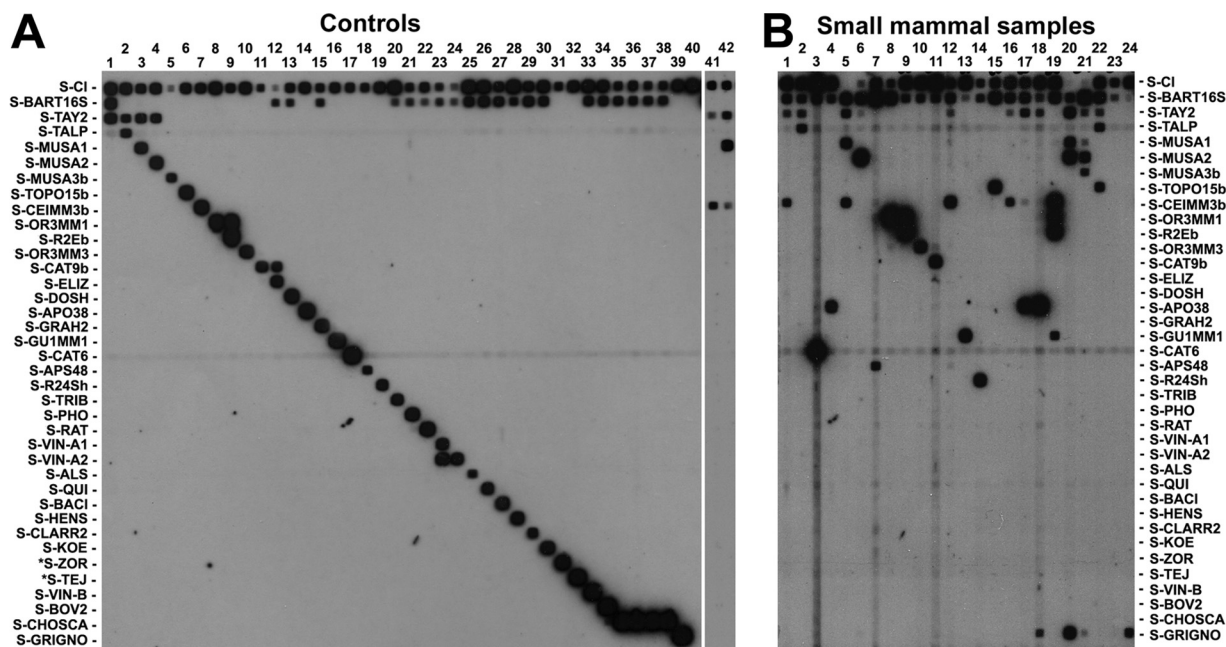 A
Controls
2 4 6 8 10 12 14 16 18 20 22 24 26 28 30 32 34 36 38 40 42
1 3 5 7 9 11 13 15 17 19 21 23 25 27 29 31 33 35 37 39 41
S-CI -
S-BART16S -
S-TAY2 -
S-TALP -
S-MUSA1 -
S-MUSA2 -
S-MUSA3b -
S-TOPO15b -
S-CEIMM3b -
S-OR3MM1 -
S-R2Eb -
S-OR3MM3 -
S-CAT9b -
S-ELIZ -
S-DOSH -
S-APO38 -
S-GRAH2 -
S-GU1MM1 -
S-CAT6 -
S-APS48 -
S-R24Sh -
S-TRIB -
S-PHO -
S-RAT -
S-VIN-A1 -
S-VIN-A2 -
S-ALS -
S-QUI -
S-BACI -
S-HENS -
S-CLARR2 -
S-KOE -
*S-ZOR -
*S-TEJ -
S-VIN-B -
S-BOV2 -
S-CHOSCA -
S-GRIGNO -
B
Small mammal samples
2 4 6 8 10 12 14 16 18 20 22 24
1 3 5 7 9 11 13 15 17 19 21 23
- S-CI
- S-BART16S
- S-TAY2
- S-TALP
- S-MUSA1
- S-MUSA2
- S-MUSA3b
- S-TOPO15b
- S-CEIMM3b
- S-OR3MM1
- S-R2Eb
- S-OR3MM3
- S-CAT9b
- S-ELIZ
- S-DOSH
- S-APO38
- S-GRAH2
- S-GU1MM1
- S-CAT6
- S-APS48
- S-R24Sh
- S-TRIB
- S-PHO
- S-RAT
- S-VIN-A1
- S-VIN-A2
- S-ALS
- S-QUI
- S-BACI
- S-HENS
- S-CLARR2
- S-KOE
- S-ZOR
- S-TEJ
- S-VIN-B
- S-BOV2
- S-CHOSCA
- S-GRIGNO